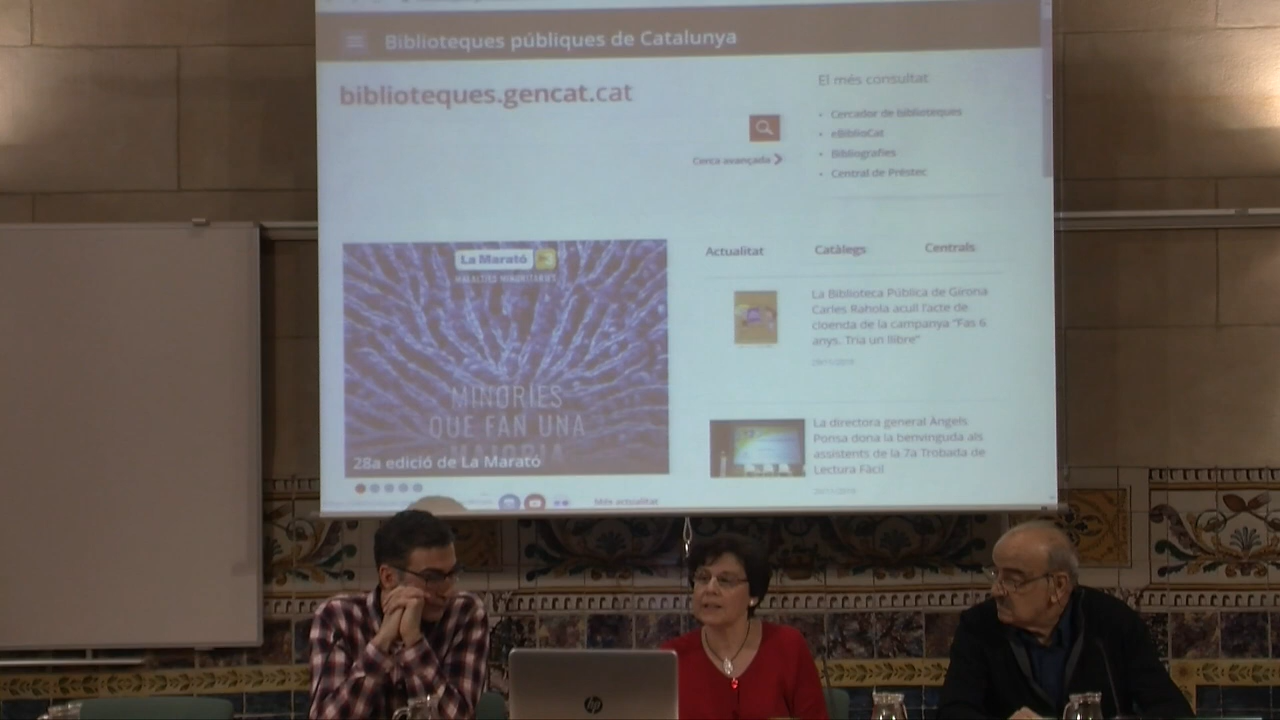 Biblioteques públiques de Catalunya
biblioteques.gencat.cat
Cerca avançada
El més consultat
Cercador de biblioteques
eBiblioCat
Bibliografies
Central de Préstec
La Marató
MALALTIES MINORITÀRIES
MINORIES
QUE FAN UNA
28a edició de La Marató
Actualitat Catàlegs Centrals
La Biblioteca Pública de Girona
Carles Rahola acull l'acte de
cloenda de la campanya "Fas 6
anys. Tria un llibre"
La directora general Àngels
Ponsa dona la benvinguda als
assistents de la 7a Trobada de
Lectura Fàcil
Més actualitat
hp